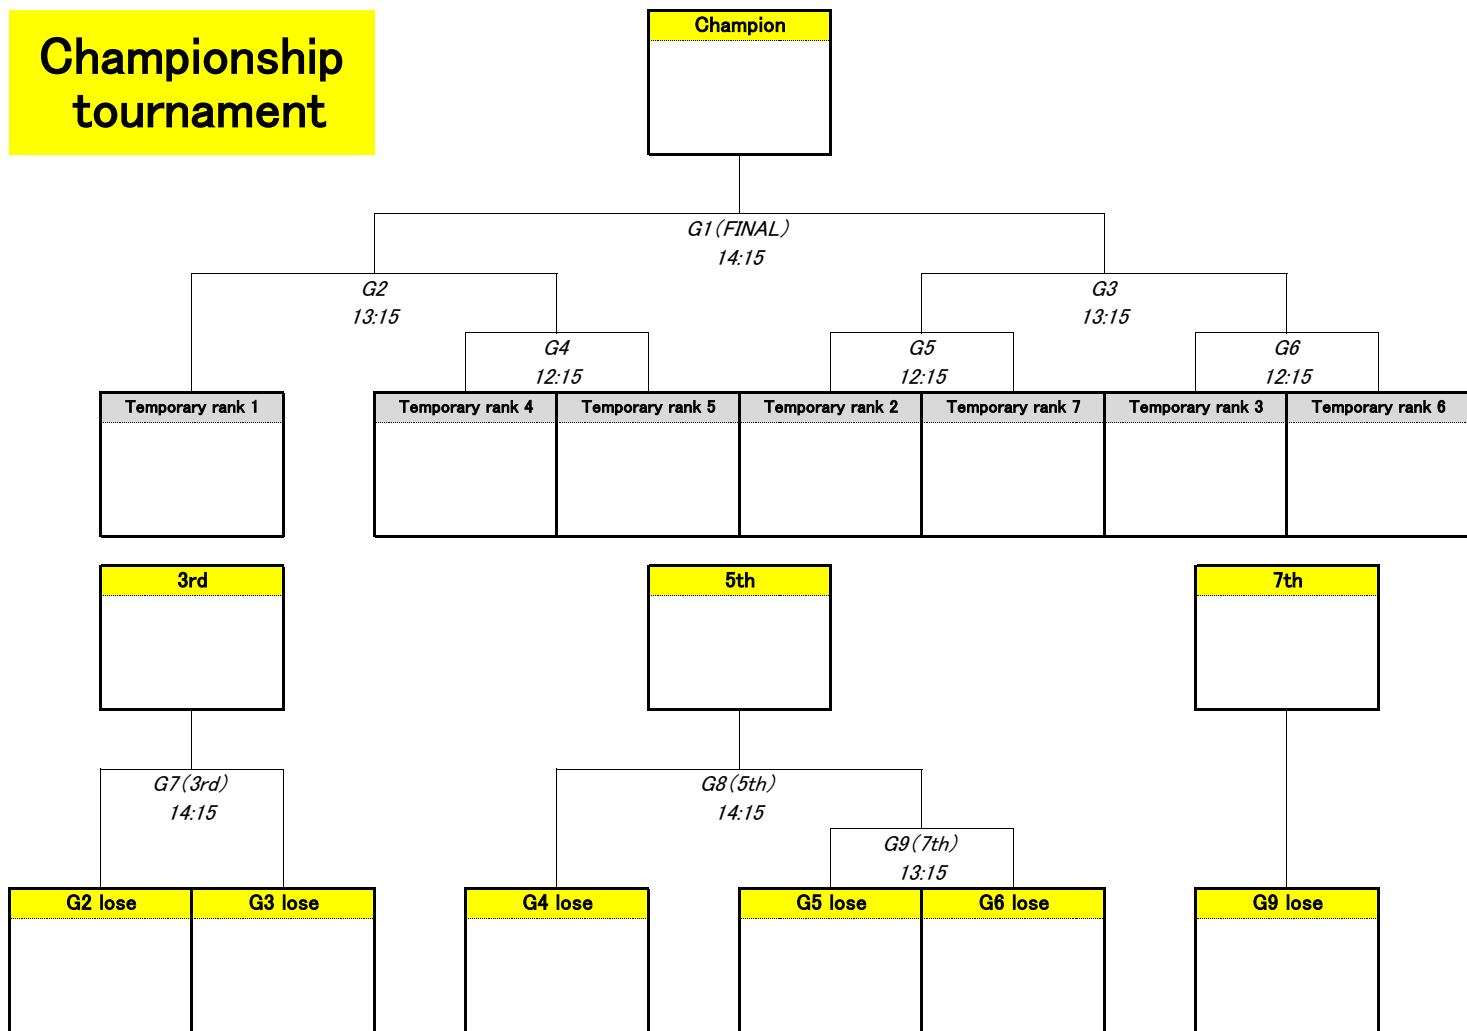 Championship
tournament
Champion
G1(FINAL)
14:15
G2
13:15
G3
13:15
G4
12:15
G5
12:15
G6
12:15
Temporary rank 1
Temporary rank 4
Temporary rank 5
Temporary rank 2
Temporary rank 7
Temporary rank 3
Temporary rank 6
3rd
5th
7th
G7(3rd)
14:15
G8(5th)
14:15
G9(7th)
13:15
G2 lose
G3 lose
G4 lose
G5 lose
G6 lose
G9 lose